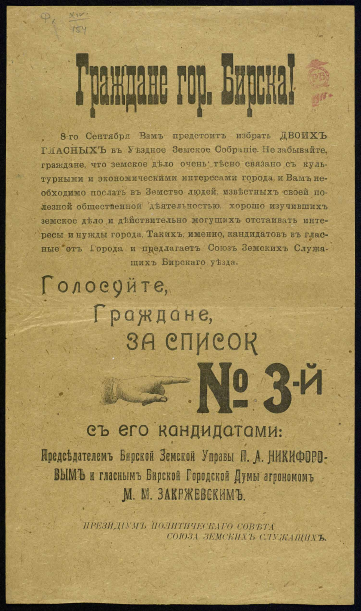 Граждане гор. Бирска!
8-го Сентября Вамъ предстоитъ избрать ДВОИХЪ
ГЛАСНЫХЪ въ Уѣздное Земское Собраніе. Не забывайте,
граждане, что земское дѣло очень тѣсно связано съ куль-
турными и экономическими интерссами города, и Вамъ не-
обходимо послать въ Земство людей, извѣстныхъ своей по-
лезной общественной дѣятельностью, хорошо изучившихъ
земское дѣло и дѣйствительно могущихъ отстаивать инте-
ресы и нужды города. Такихъ, именно, кандидатовъ въ глас-
ные отъ Города и предлагаетъ Союзъ Земскихъ Служа-
щихъ Бирскаго уѣзда.
Голосуйте,
Граждане,
ЗА СПИСОК
№ 3-й
съ его кандидатами:
Предсѣдателемъ Бирской Земской Управы П. А. НИКИФОРО-
ВЫМЪ и гласнымъ Бирской Городской Думы агрономомъ
М. М. ЗАКРЖЕВСКИМЪ.
ПРЕЗИДІУМЪ ПОЛИТИЧЕСКАГО СОВѢТА
СОЮЗА ЗЕМСКИХЪ СЛУЖАЩИХЪ.